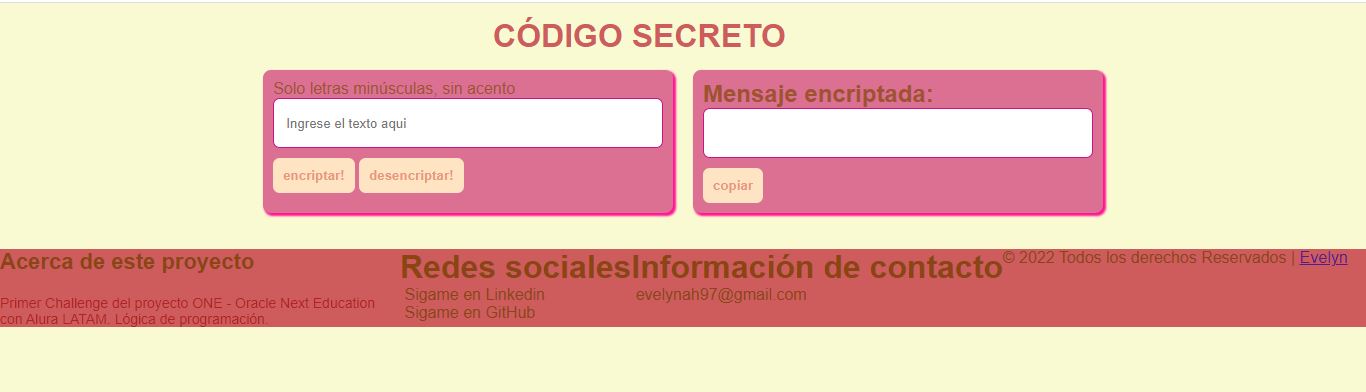 CÓDIGO SECRETO
Solo letras minúsculas, sin acento
Ingrese el texto aqui
encriptar! desencriptar!
Mensaje encriptada:
copiar
Acerca de este proyecto
Primer Challenge del proyecto ONE - Oracle Next Education
con Alura LATAM. Lógica de programación.
Redes sociales
Sigame en Linkedin
Sigame en GitHub
Información de contacto
evelynah97@gmail.com
© 2022 Todos los derechos Reservados | Evelyn